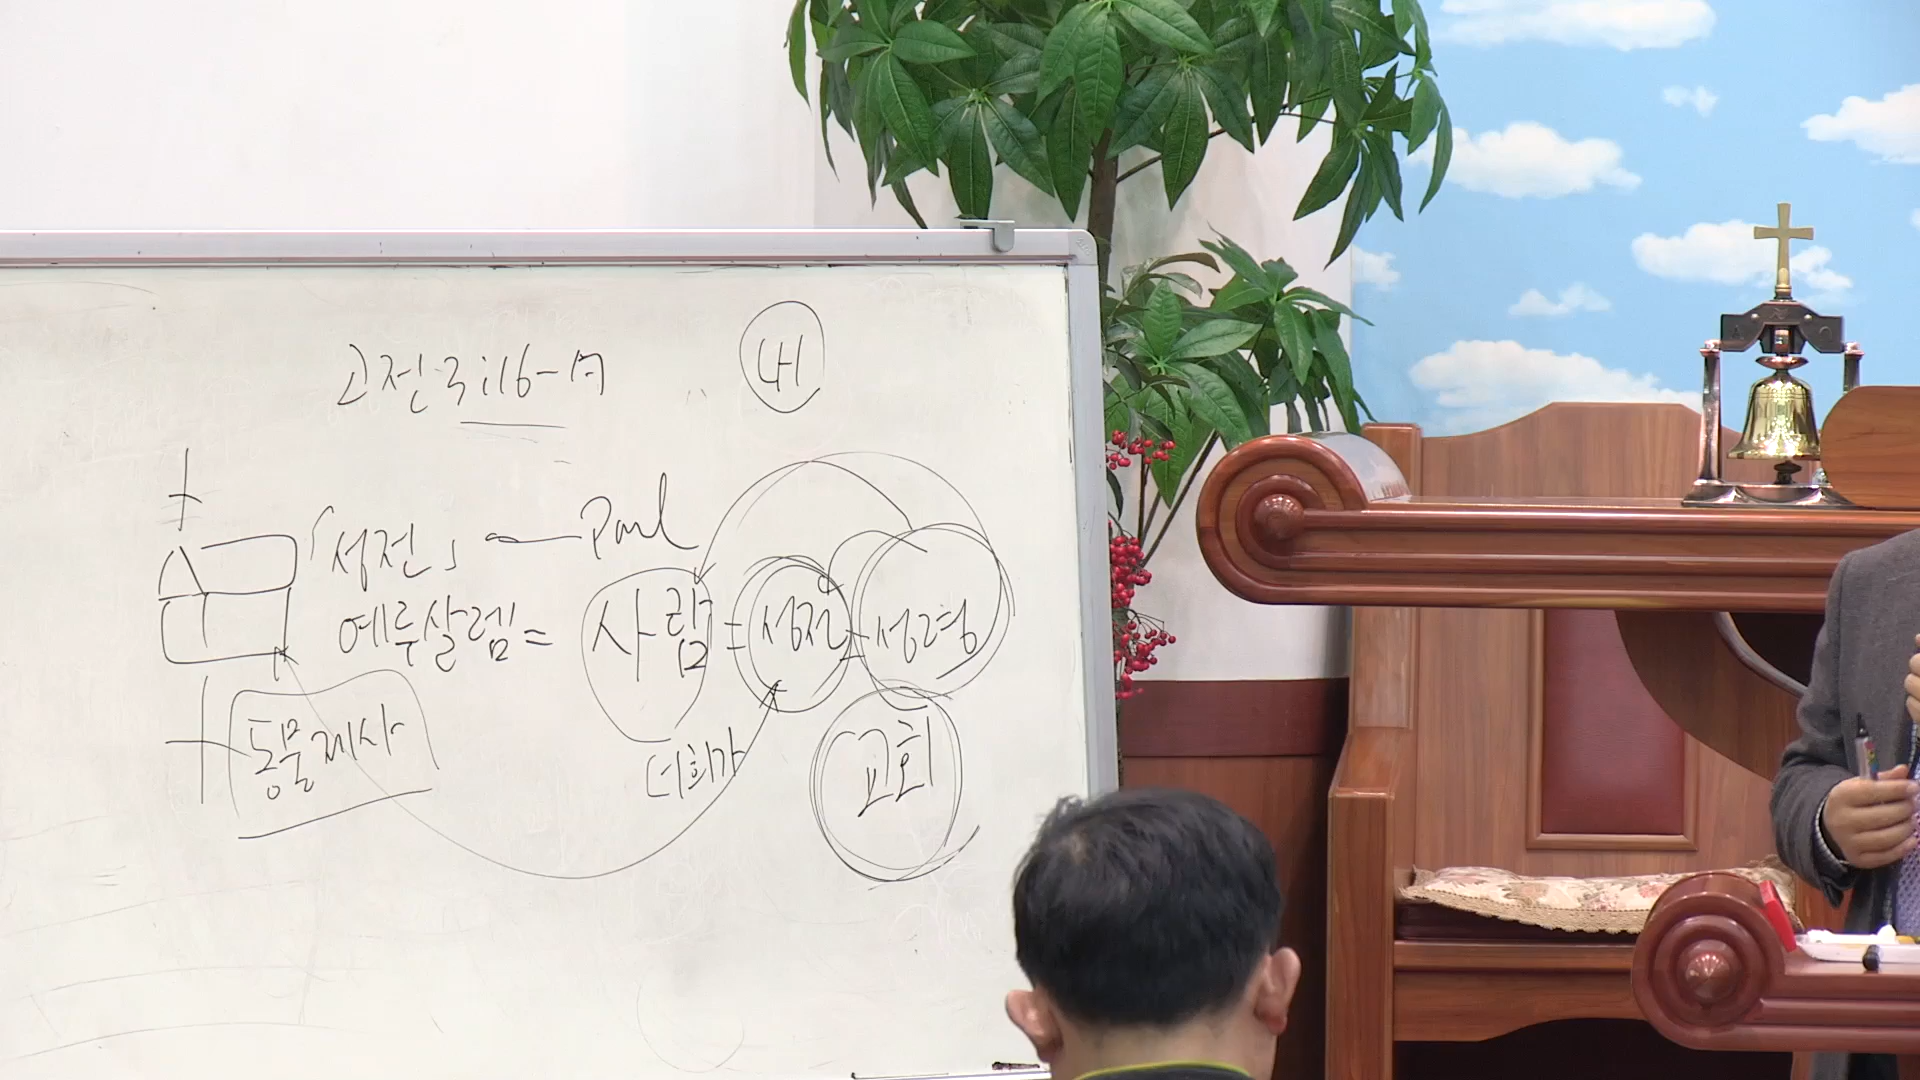 고전 3:16-17
내
「성전」 Paul
예루살렘 = 사람 = 성전 = 성령
동물제사 너희가 교회